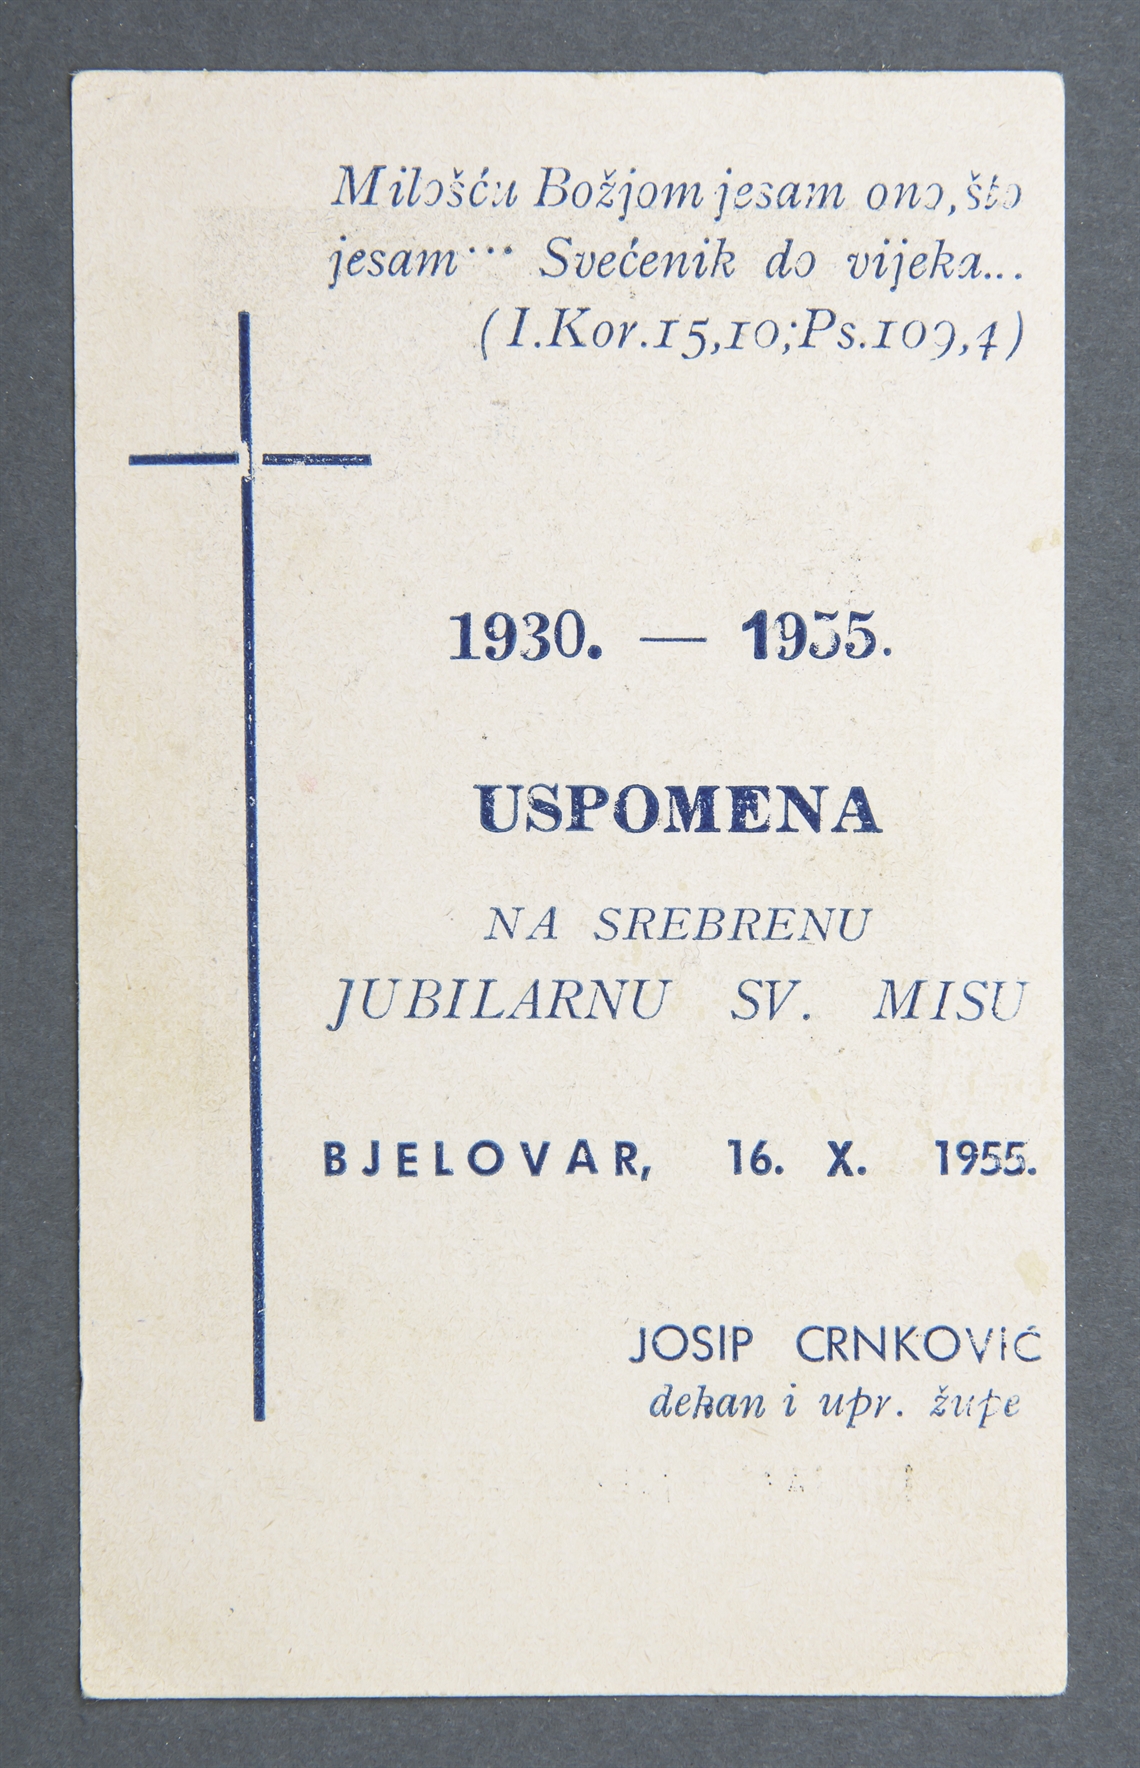 Milošću Božjom jesam ono, što
jesam... Svećenik do vijeka...
(I.Kor.15,10;Ps.109,4)
1930. — 1955.
USPOMENA
NA SREBRENU
JUBILARNU SV. MISU
BJELOVAR, 16. X. 1955.
JOSIP CRNKOVIĆ
dekan i upr. župe